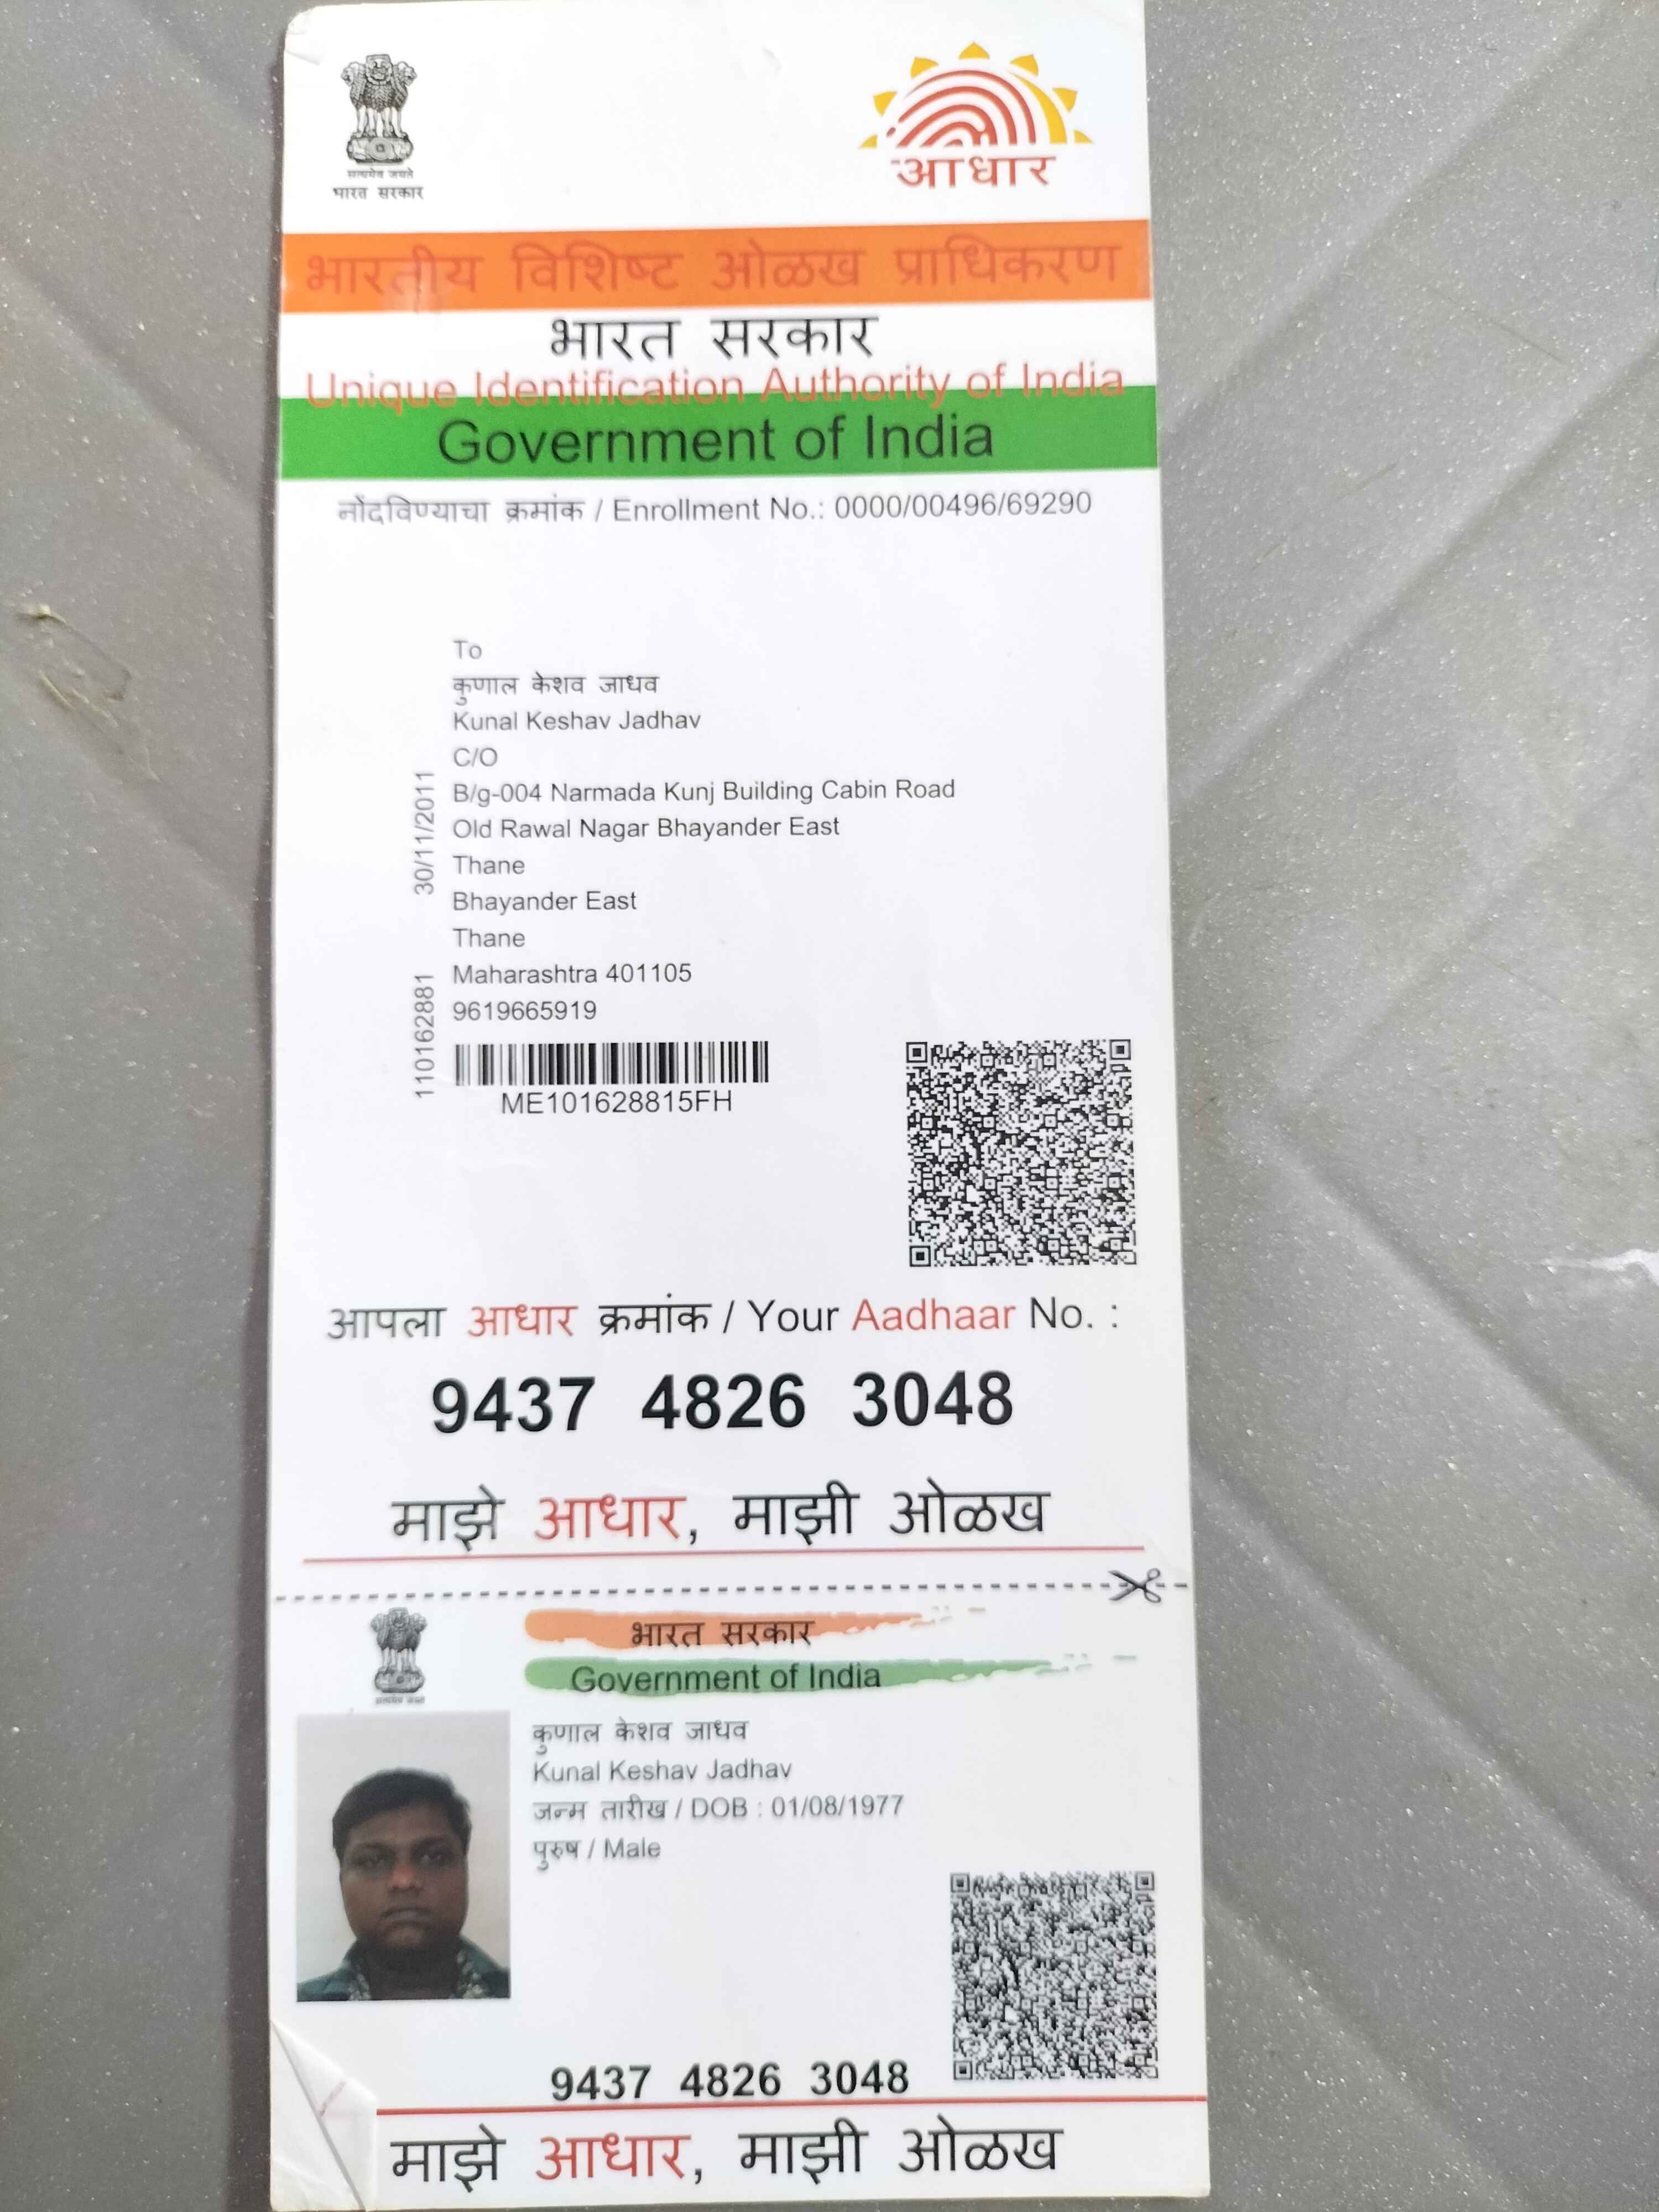 सत्यमेव जयते
भारत सरकार
आधार
भारतीय विशिष्ट ओळख प्राधिकरण
भारत सरकार
Unique Identification Authority of India
Government of India
नोंदविण्याचा क्रमांक / Enrollment No.: 0000/00496/69290
To
कुणाल केशव जाधव
Kunal Keshav Jadhav
C/O
B/g-004 Narmada Kunj Building Cabin Road
Old Rawal Nagar Bhayander East
Thane
Bhayander East
Thane
Maharashtra 401105
9619665919
30/11/2011
110162881
ME101628815FH
आपला आधार क्रमांक / Your Aadhaar No. :
9437 4826 3048
माझे आधार, माझी ओळख
भारत सरकार
Government of India
सत्यमेव जयते
कुणाल केशव जाधव
Kunal Keshav Jadhav
जन्म तारीख / DOB : 01/08/1977
पुरुष / Male
9437 4826 3048
माझे आधार, माझी ओळख